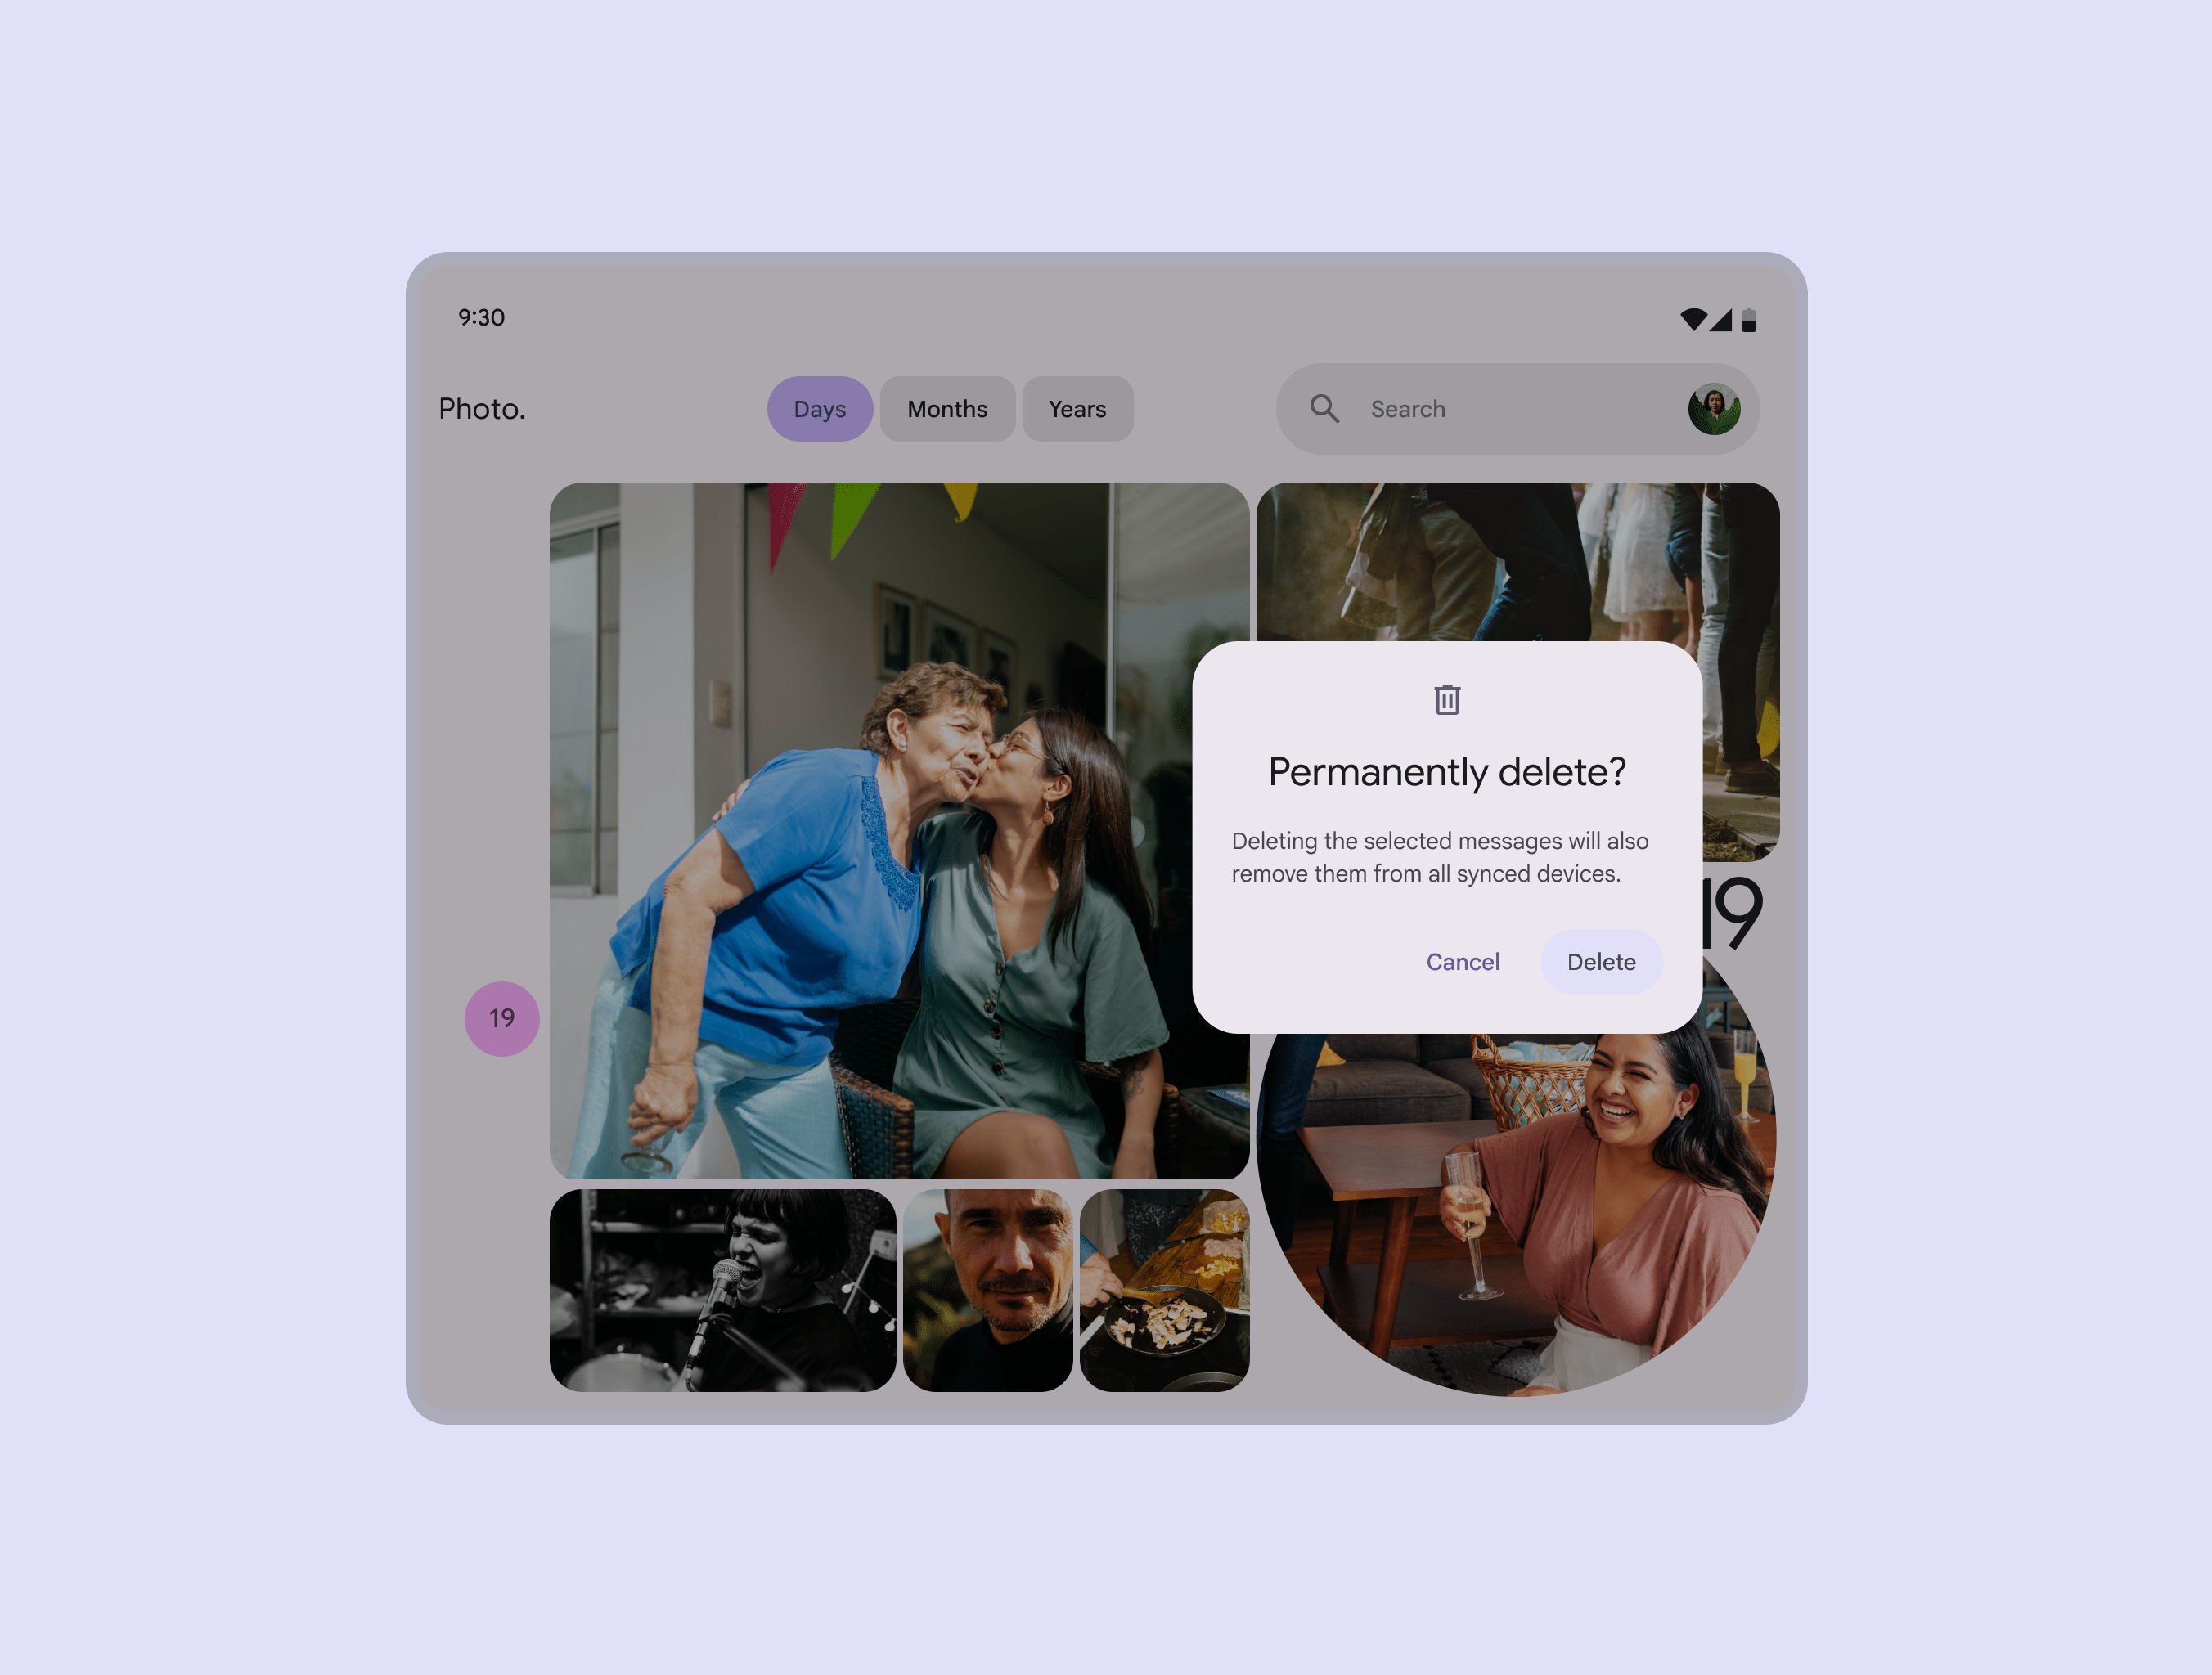 9:30
Photo.
Days
Months
Years
Search
Permanently delete?
Deleting the selected messages will also
remove them from all synced devices.
Cancel
Delete
19
19